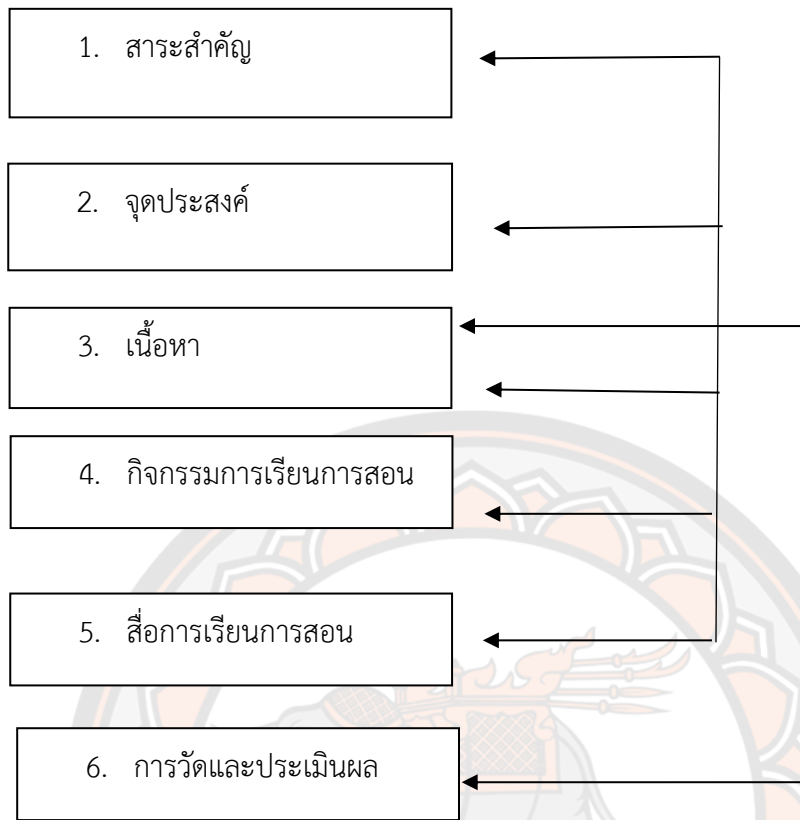 1. สาระสำคัญ
2. จุดประสงค์
3. เนื้อหา
4. กิจกรรมการเรียนการสอน
5. สื่อการเรียนการสอน
6. การวัดและประเมินผล